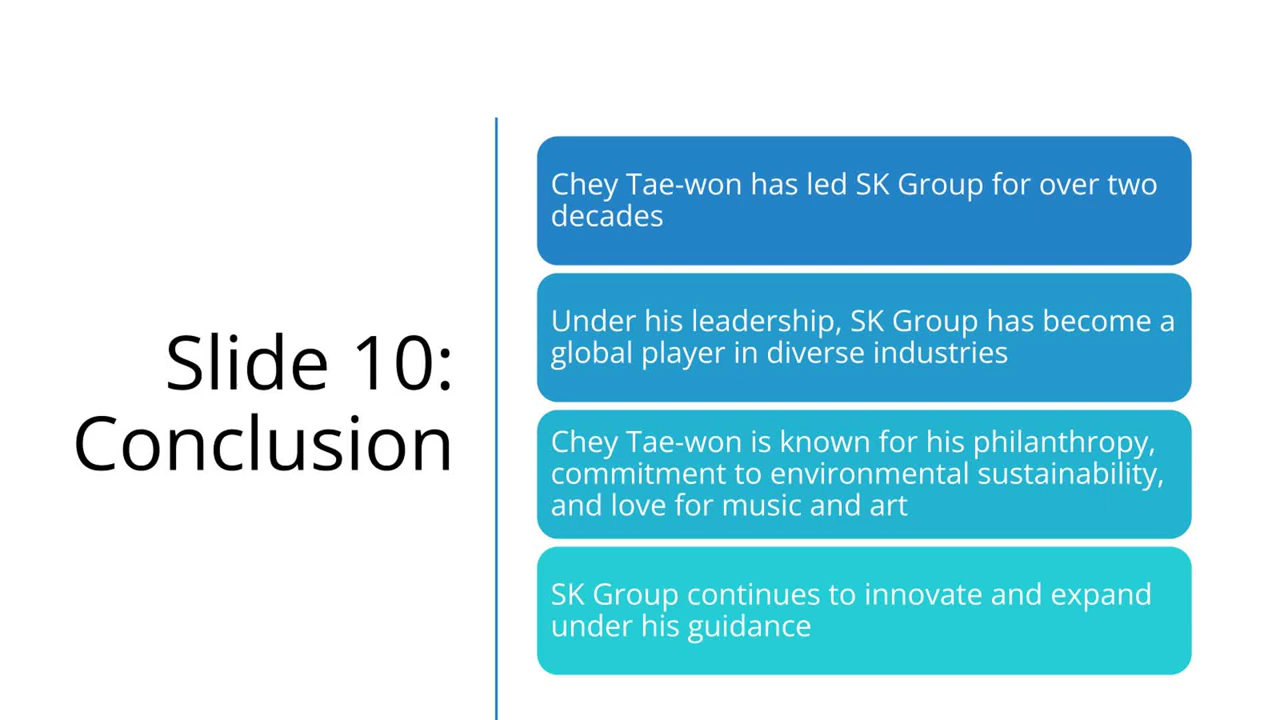 Slide 10:
Conclusion
Chey Tae-won has led SK Group for over two
decades
Under his leadership, SK Group has become a
global player in diverse industries
Chey Tae-won is known for his philanthropy,
commitment to environmental sustainability,
and love for music and art
SK Group continues to innovate and expand
under his guidance